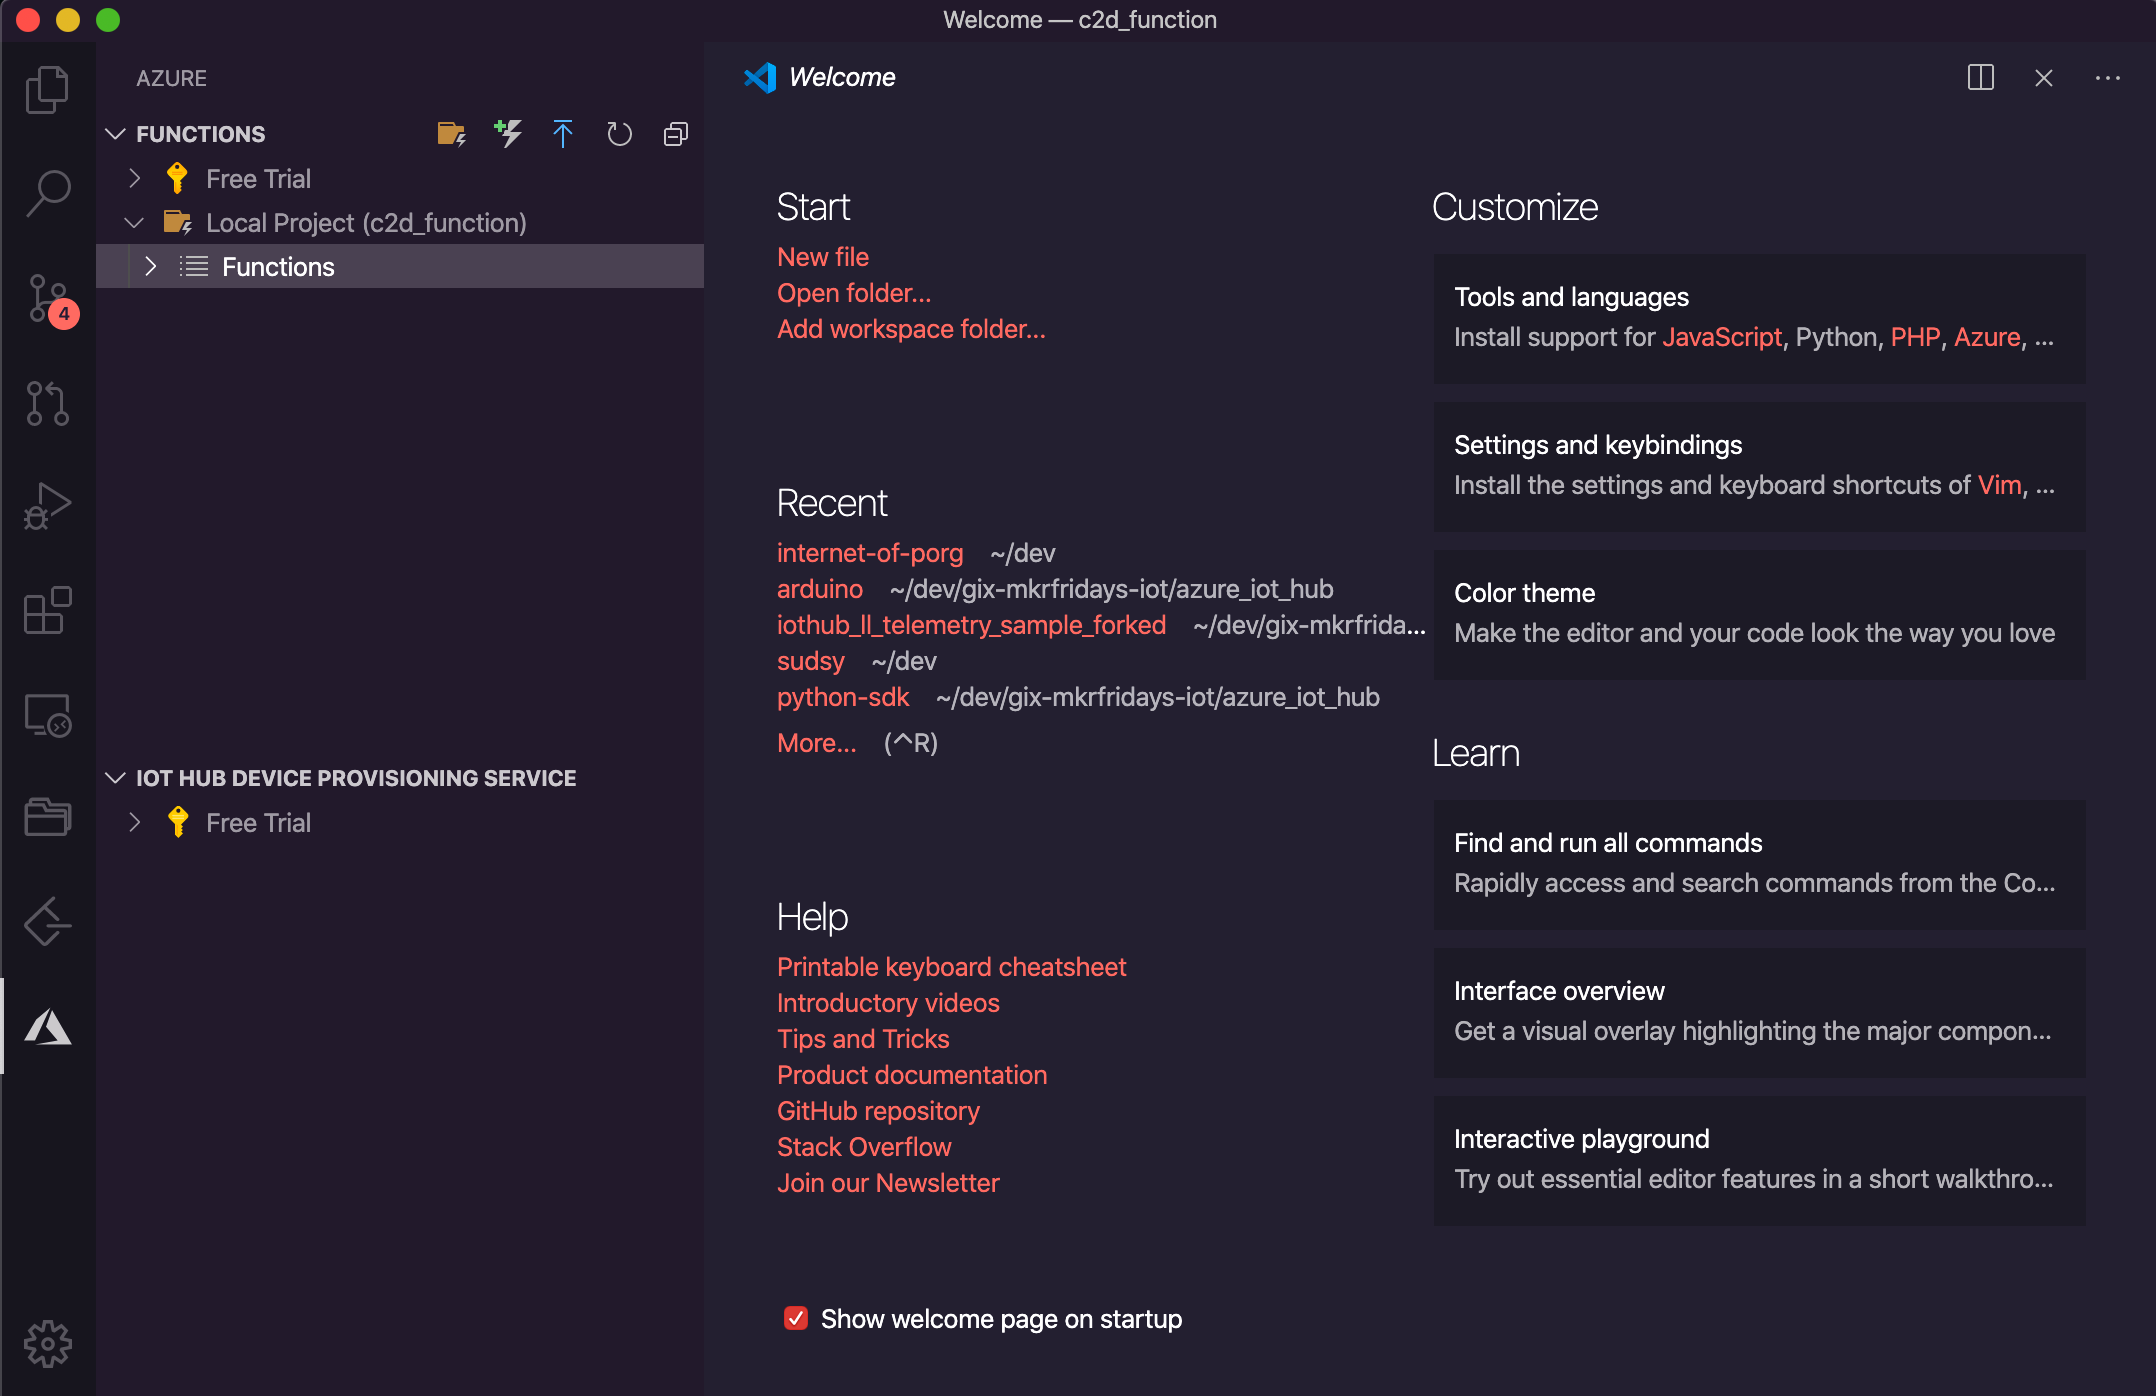 Welcome — c2d_function
AZURE
FUNCTIONS
Free Trial
Local Project (c2d_function)
Functions
4
IOT HUB DEVICE PROVISIONING SERVICE
Free Trial
Welcome
Start
New file
Open folder...
Add workspace folder...
Recent
internet-of-porg ~/dev
arduino ~/dev/gix-mkrfridays-iot/azure_iot_hub
iothub_ll_telemetry_sample_forked ~/dev/gix-mkrfrida...
sudsy ~/dev
python-sdk ~/dev/gix-mkrfridays-iot/azure_iot_hub
More... (^R)
Help
Printable keyboard cheatsheet
Introductory videos
Tips and Tricks
Product documentation
GitHub repository
Stack Overflow
Join our Newsletter
Show welcome page on startup
Customize
Tools and languages
Install support for JavaScript, Python, PHP, Azure, ...
Settings and keybindings
Install the settings and keyboard shortcuts of Vim, ...
Color theme
Make the editor and your code look the way you love
Learn
Find and run all commands
Rapidly access and search commands from the Co...
Interface overview
Get a visual overlay highlighting the major compon...
Interactive playground
Try out essential editor features in a short walkthro...